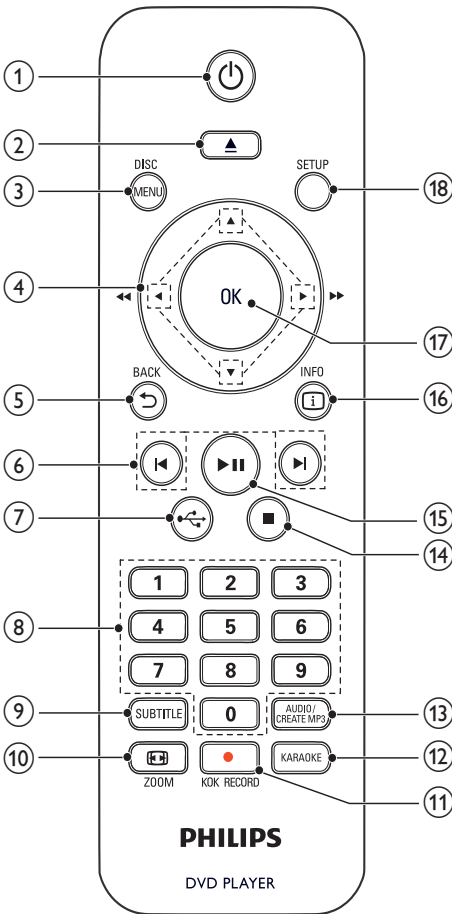 1
2
DISC
SETUP
3
MENU
18
4
OK
17
BACK
INFO
5
i
16
6
15
7
14
1 2 3
8
4 5 6
7 8 9
9
SUBTITLE
0
AUDIO/
CREATE MP3
13
10
KARAOKE
12
ZOOM
KOK RECORD
11
PHILIPS
DVD PLAYER